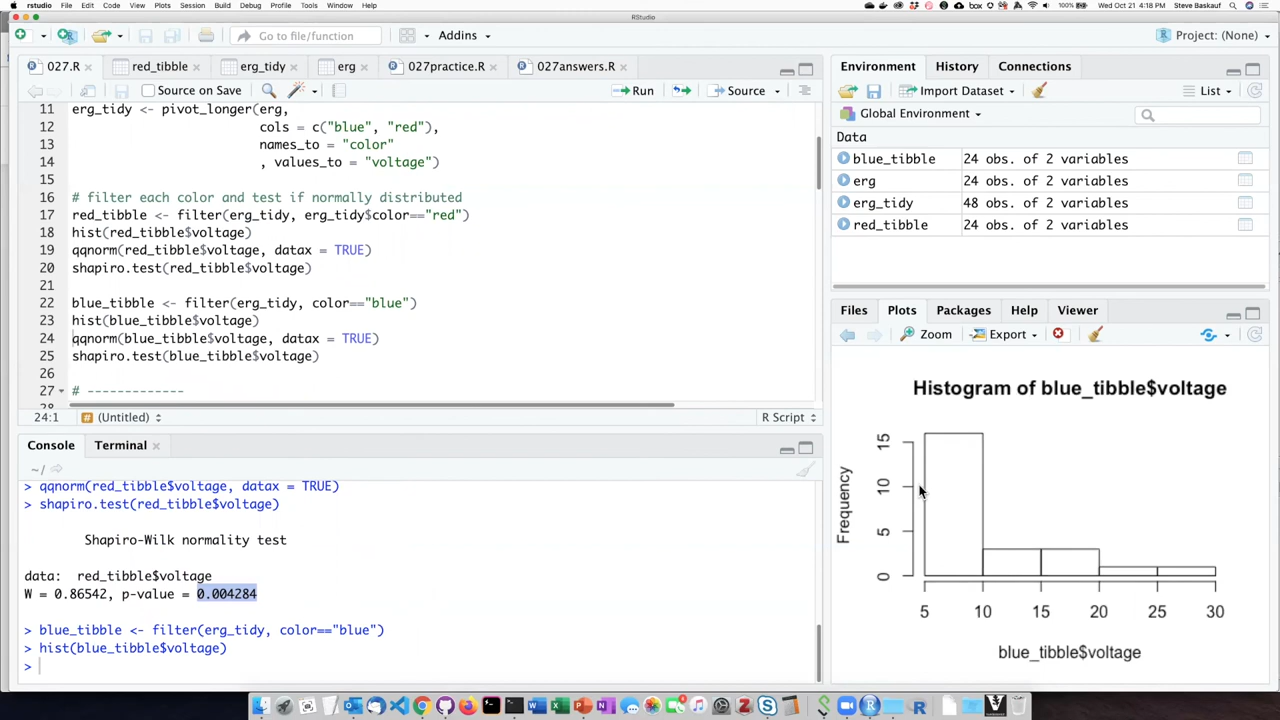 rstudio File Edit Code View Plots Session Build Debug Profile Tools Window Help box 100% Wed Oct 21 4:18 PM Steve Baskauf
RStudio
Go to file/function Addins Project: (None)
027.R red_tibble erg_tidy erg 027practice.R 027answers.R
Source on Save Run Source
11 erg_tidy <- pivot_longer(erg,
12 cols = c("blue", "red"),
13 names_to = "color"
14 , values_to = "voltage")
15
16 # filter each color and test if normally distributed
17 red_tibble <- filter(erg_tidy, erg_tidy$color=="red")
18 hist(red_tibble$voltage)
19 qqnorm(red_tibble$voltage, datax = TRUE)
20 shapiro.test(red_tibble$voltage)
21
22 blue_tibble <- filter(erg_tidy, color=="blue")
23 hist(blue_tibble$voltage)
24 qqnorm(blue_tibble$voltage, datax = TRUE)
25 shapiro.test(blue_tibble$voltage)
26
27 # -------------
28
24:1 (Untitled) R Script
Console Terminal
~/
> qqnorm(red_tibble$voltage, datax = TRUE)
> shapiro.test(red_tibble$voltage)
Shapiro-Wilk normality test
data: red_tibble$voltage
W = 0.86542, p-value = 0.004284
> blue_tibble <- filter(erg_tidy, color=="blue")
> hist(blue_tibble$voltage)
>
Environment History Connections
Import Dataset List
Global Environment
Data
blue_tibble 24 obs. of 2 variables
erg 24 obs. of 2 variables
erg_tidy 48 obs. of 2 variables
red_tibble 24 obs. of 2 variables
Files Plots Packages Help Viewer
Zoom Export
Histogram of blue_tibble$voltage
Frequency
15
10
5
0
5 10 15 20 25 30
blue_tibble$voltage